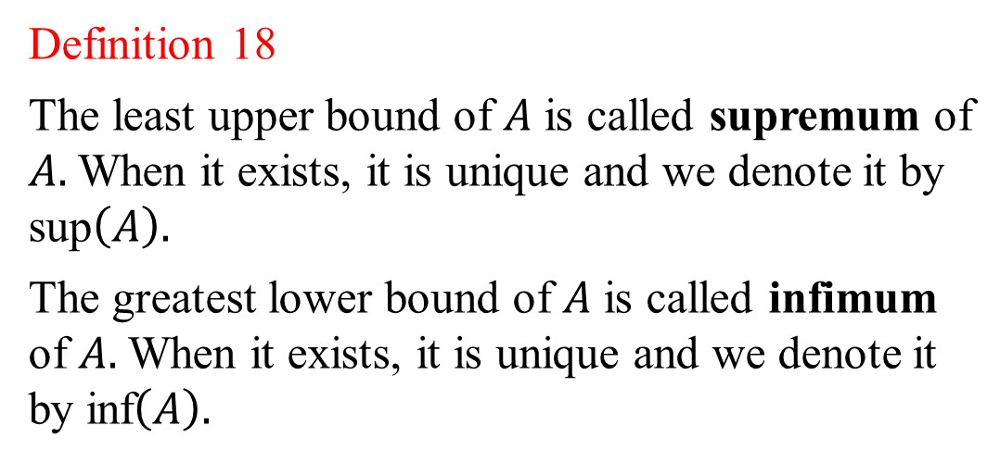 Definition 18
The least upper bound of A is called supremum of
A. When it exists, it is unique and we denote it by
sup(A).
The greatest lower bound of A is called infimum
of A. When it exists, it is unique and we denote it
by inf(A).